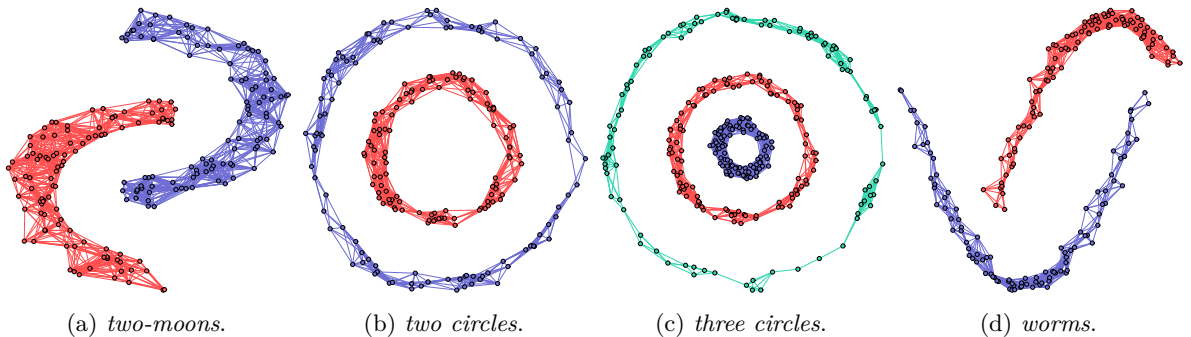 (a) two-moons.
(b) two circles.
(c) three circles.
(d) worms.